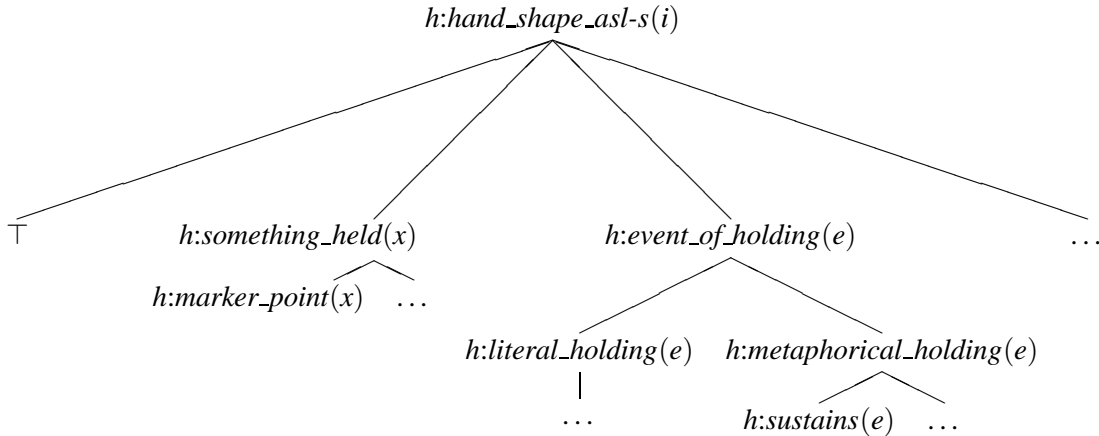 h:hand_shape_asl-s(i)
⊤ h:something_held(x) h:event_of_holding(e) ...
h:marker_point(x) ...
h:literal_holding(e) h:metaphorical_holding(e)
... h:sustains(e) ...